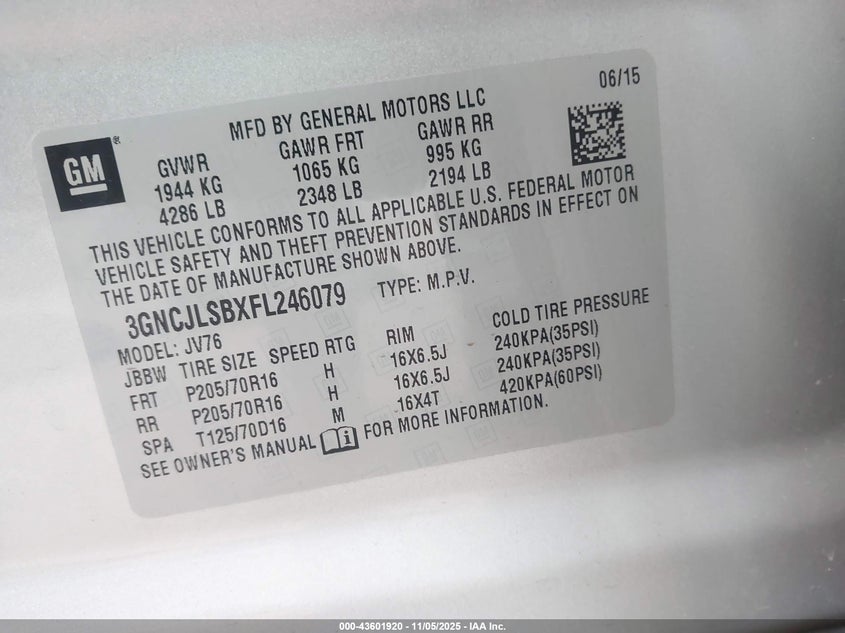 06/15
GM
®
MFD BY GENERAL MOTORS LLC
GVWR GAWR FRT GAWR RR
1944 KG 1065 KG 995 KG
4286 LB 2348 LB 2194 LB
THIS VEHICLE CONFORMS TO ALL APPLICABLE U.S. FEDERAL MOTOR
VEHICLE SAFETY AND THEFT PREVENTION STANDARDS IN EFFECT ON
THE DATE OF MANUFACTURE SHOWN ABOVE.
3GNCJLSBXFL246079 TYPE: M.P.V.
MODEL: JV76
JBBW TIRE SIZE SPEED RTG RIM COLD TIRE PRESSURE
FRT P205/70R16 H 16X6.5J 240KPA(35PSI)
RR P205/70R16 H 16X6.5J 240KPA(35PSI)
SPA T125/70D16 M 16X4T 420KPA(60PSI)
SEE OWNER'S MANUAL FOR MORE INFORMATION.
000-43601920 - 11/05/2025 - IAA Inc.